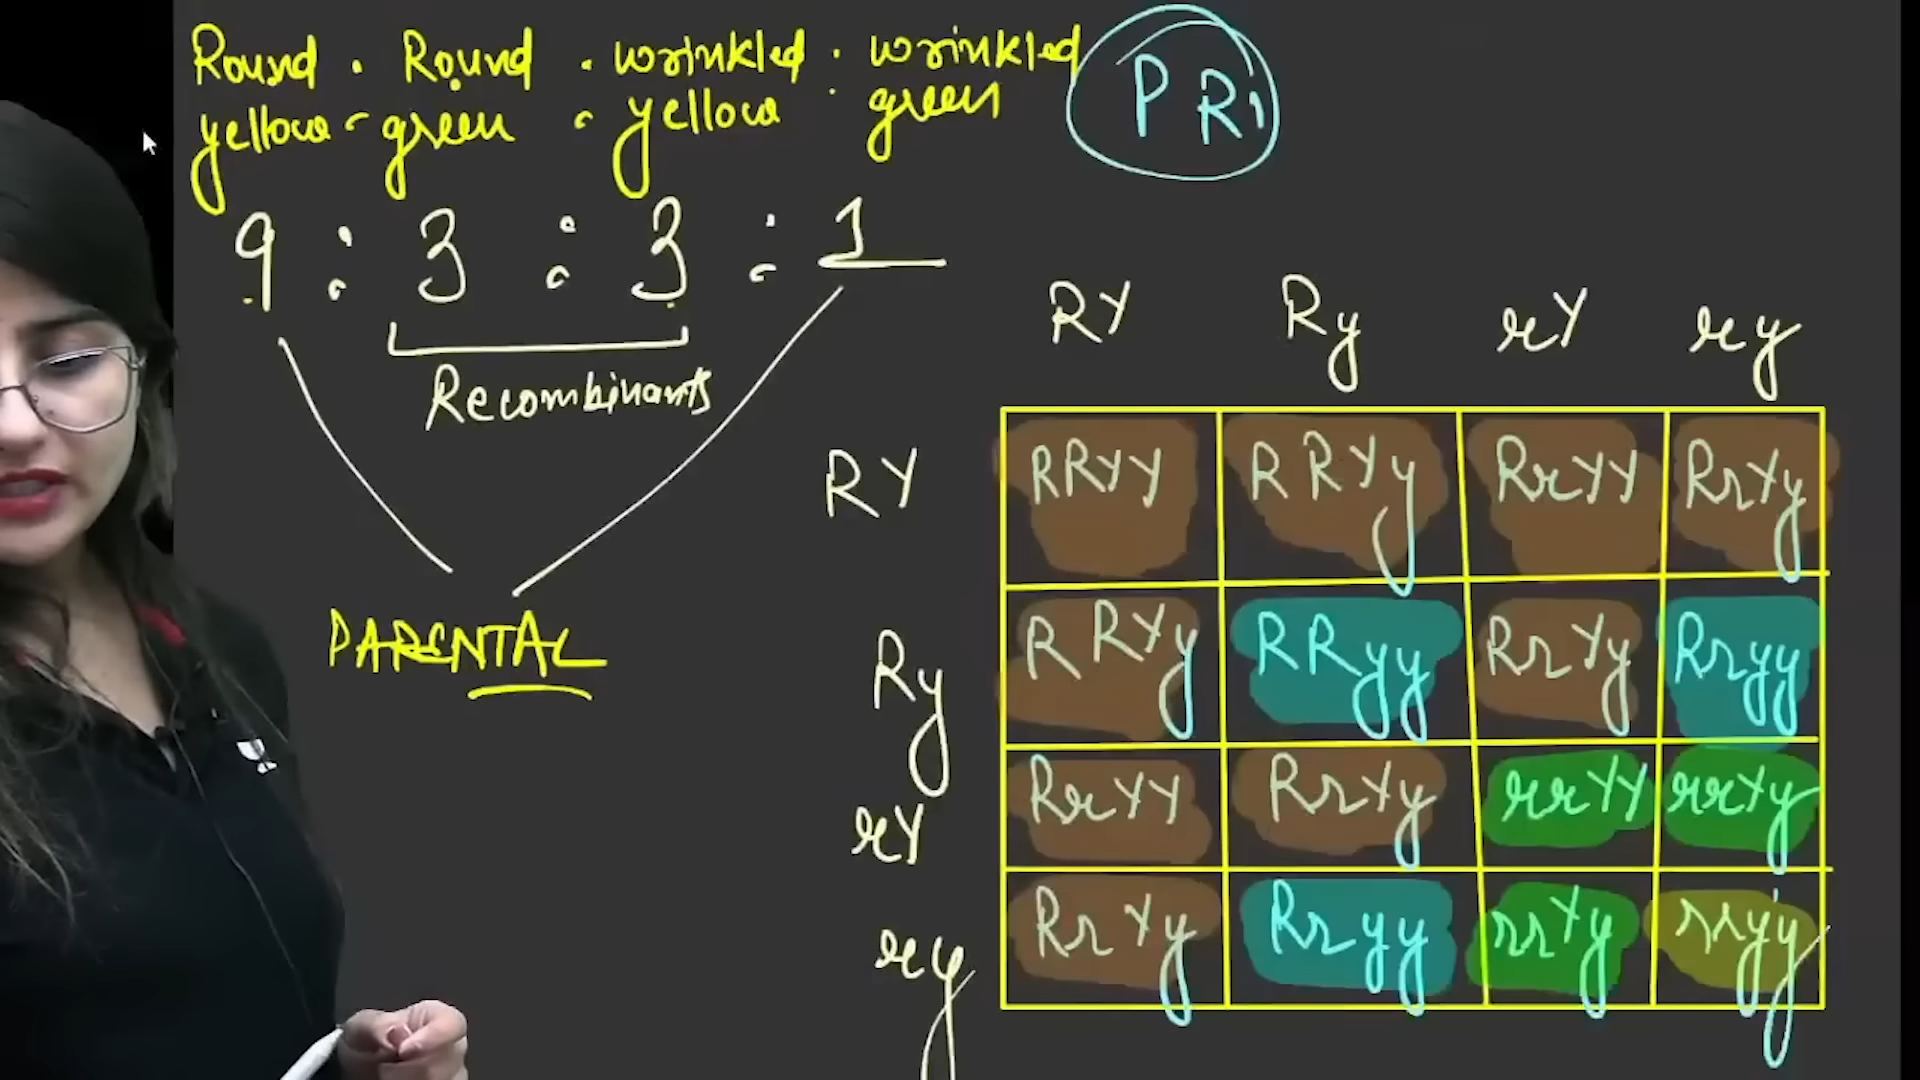 Round . Round . wrinkled . wrinkled
yellow . green . yellow . green
P R
9 : 3 : 3 : 1
Recombinants
PARENTAL
RY Ry rY ry
RY RRYY RRYy RrYY RrYy
Ry RRYy RRyy RrYy Rryy
rY RrYY RrYy rrYY rrYy
ry RrYy Rryy rrYy rryy